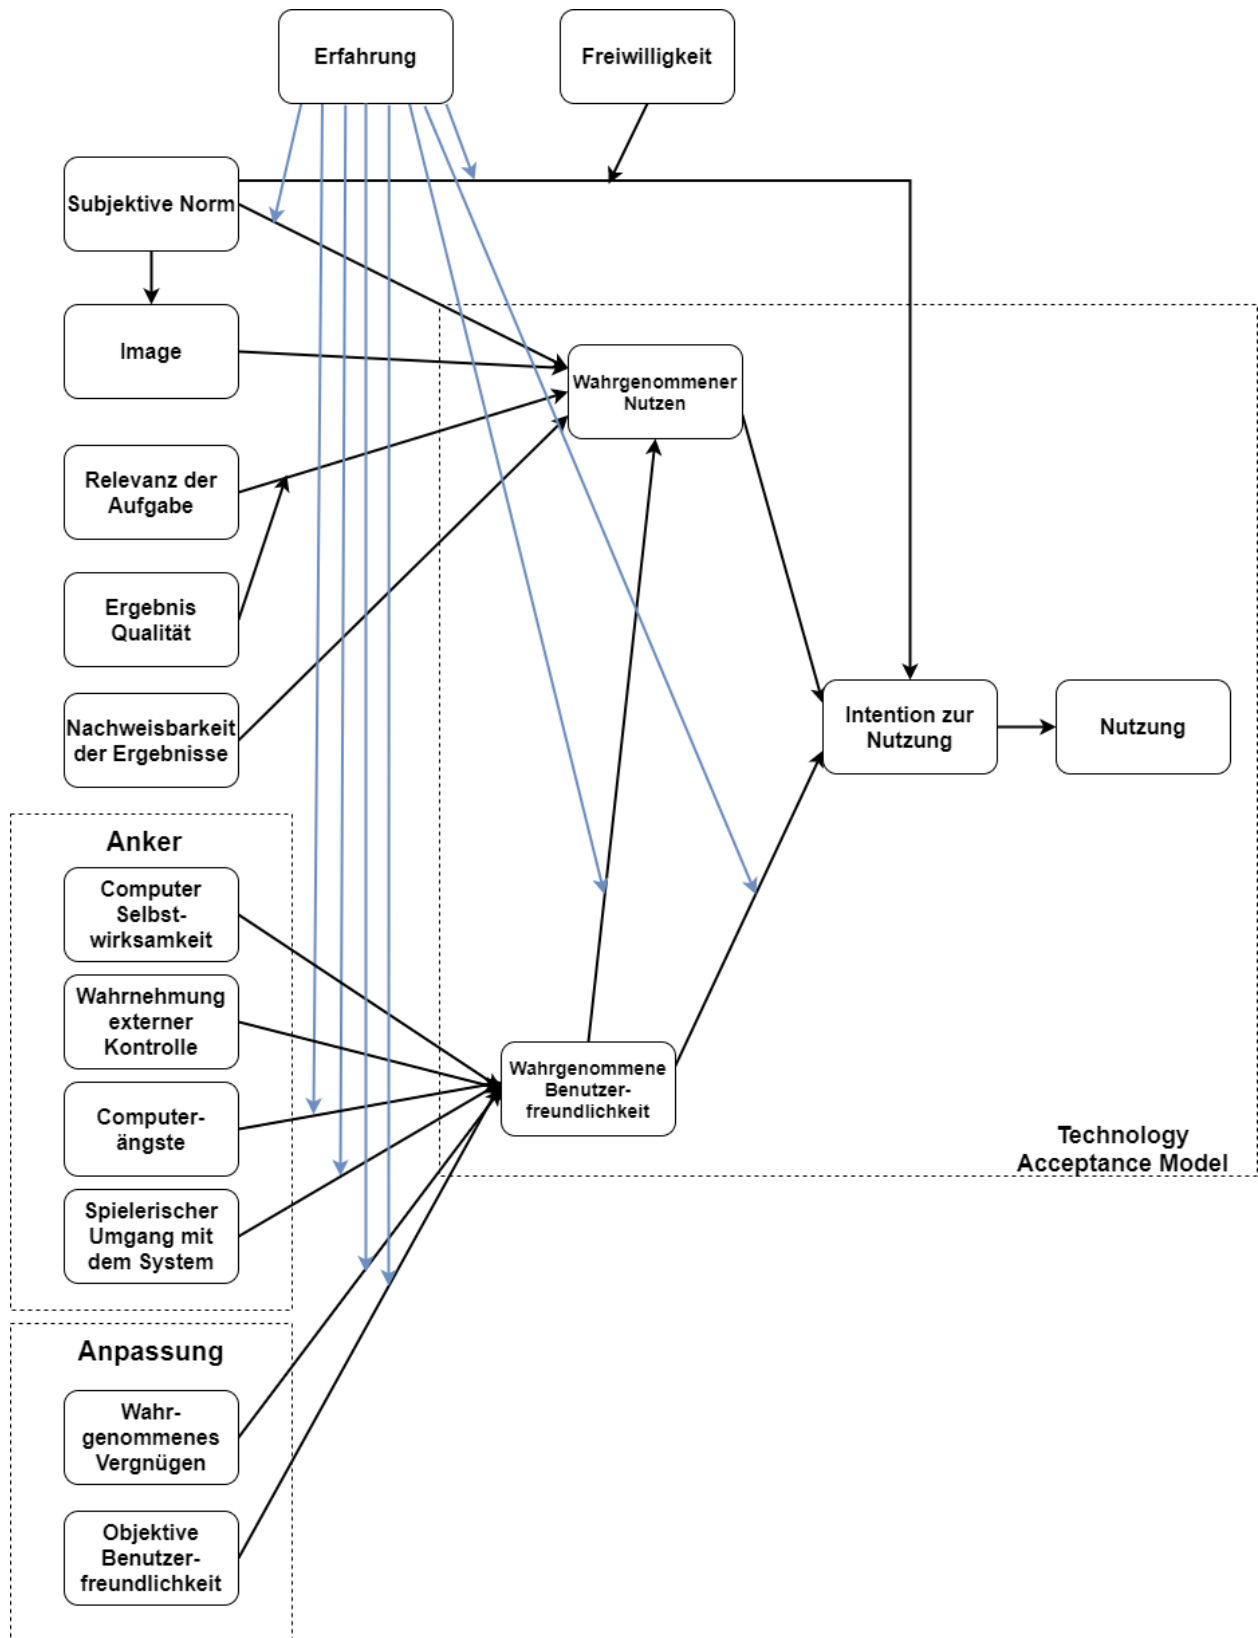 Erfahrung
Freiwilligkeit
Subjektive Norm
Image
Wahrgenommener
Nutzen
Relevanz der
Aufgabe
Ergebnis
Qualität
Nachweisbarkeit
der Ergebnisse
Intention zur
Nutzung
Nutzung
Anker
Computer
Selbst-
wirksamkeit
Wahrnehmung
externer
Kontrolle
Wahrgenommene
Benutzer-
freundlichkeit
Computer-
ängste
Technology
Acceptance Model
Spielerischer
Umgang mit
dem System
Anpassung
Wahr-
genommenes
Vergnügen
Objektive
Benutzer-
freundlichkeit